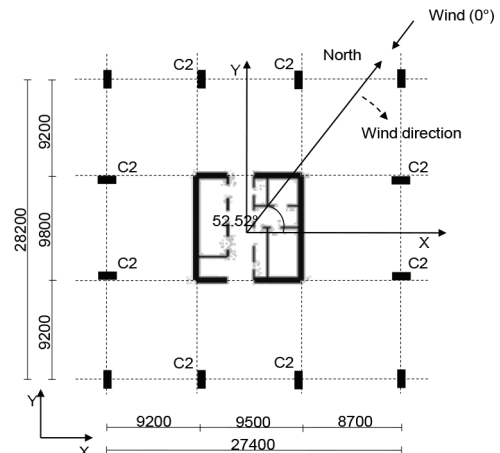 Wind (0°)
North
C2
C2
Y
Wind direction
9200
C2
C2
52.52°
28200
9800
X
C2
C2
9200
C2
C2
Y
X
9200
9500
8700
27400